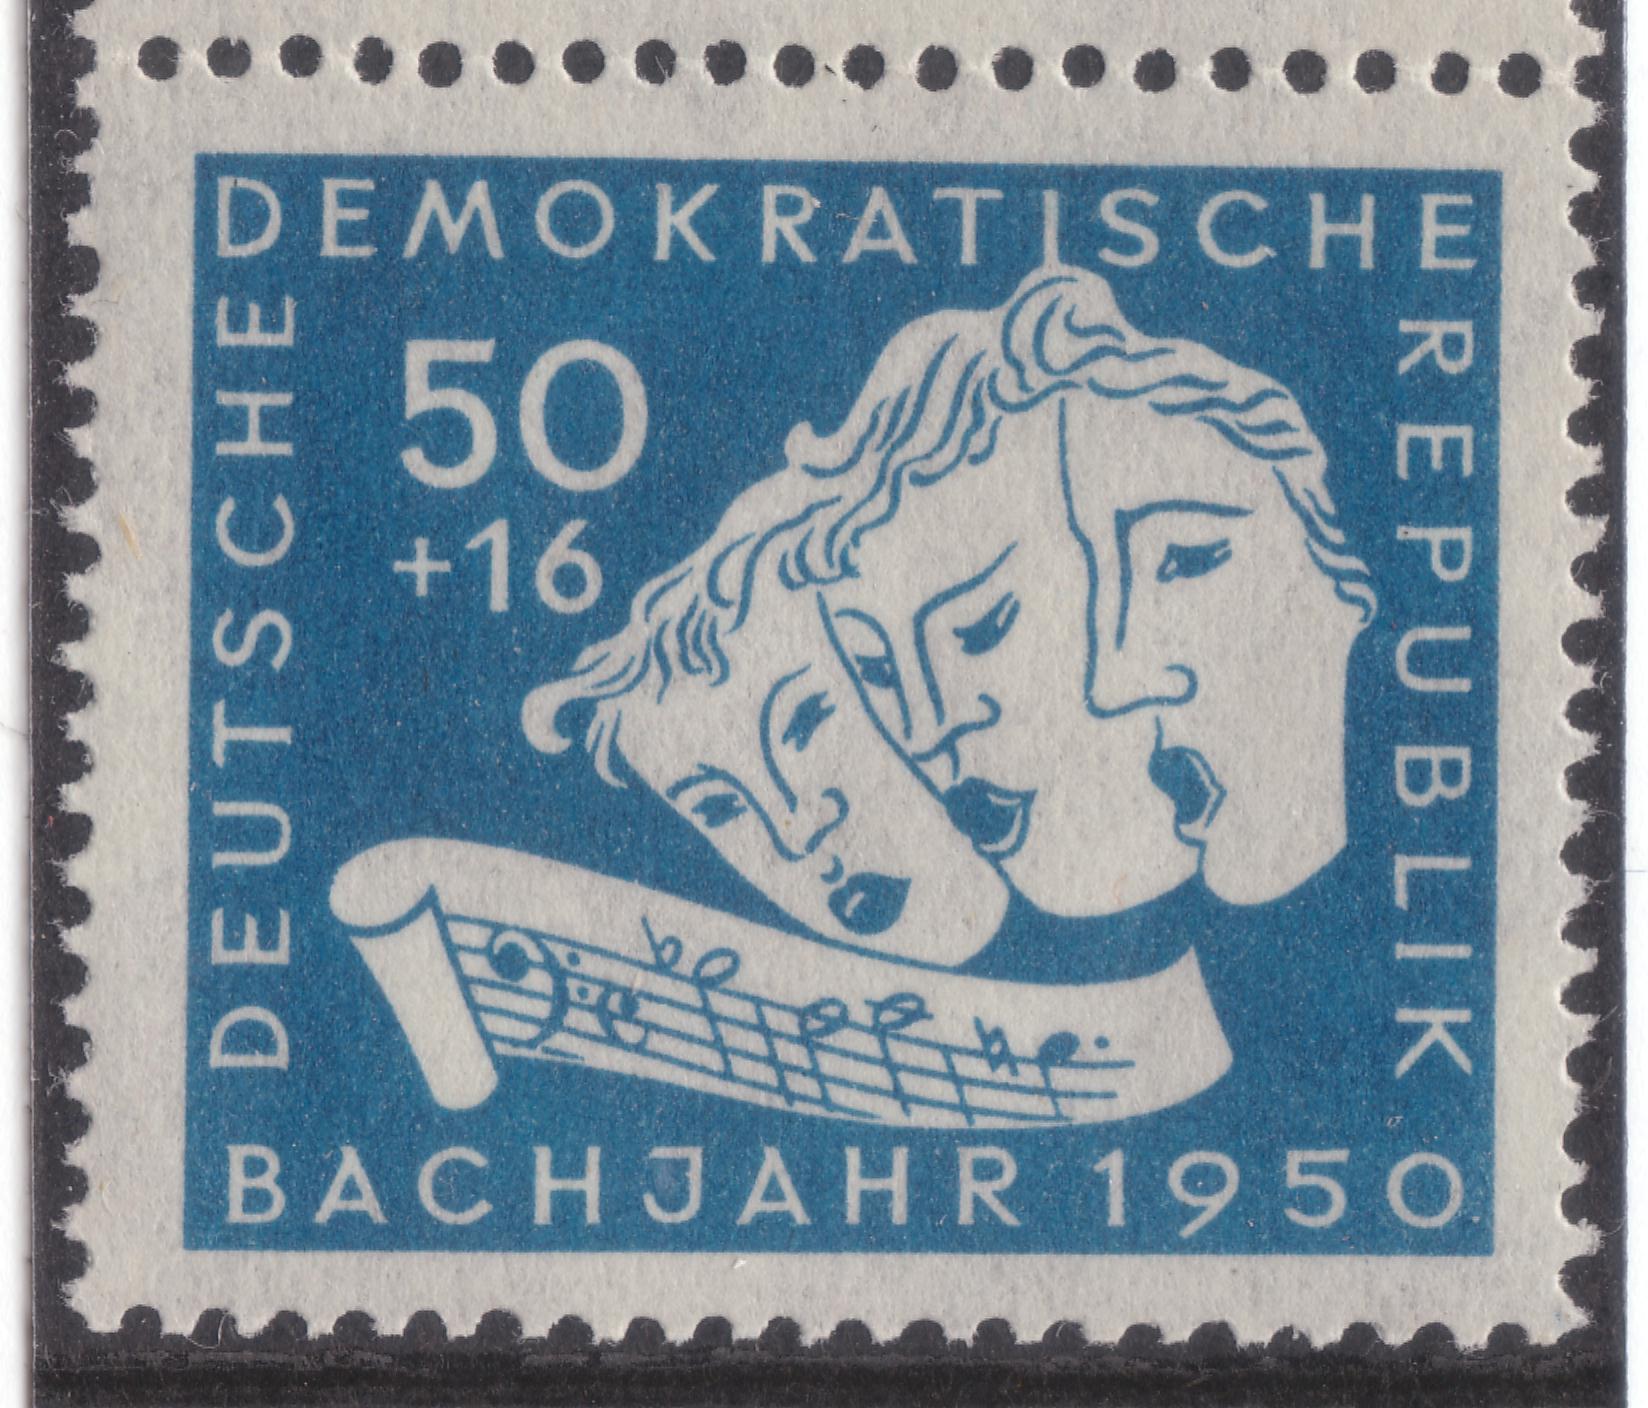 DEUTSCHE
DEMOKRATISCHE
REPUBLIK
50
+16
BACHJAHR 1950